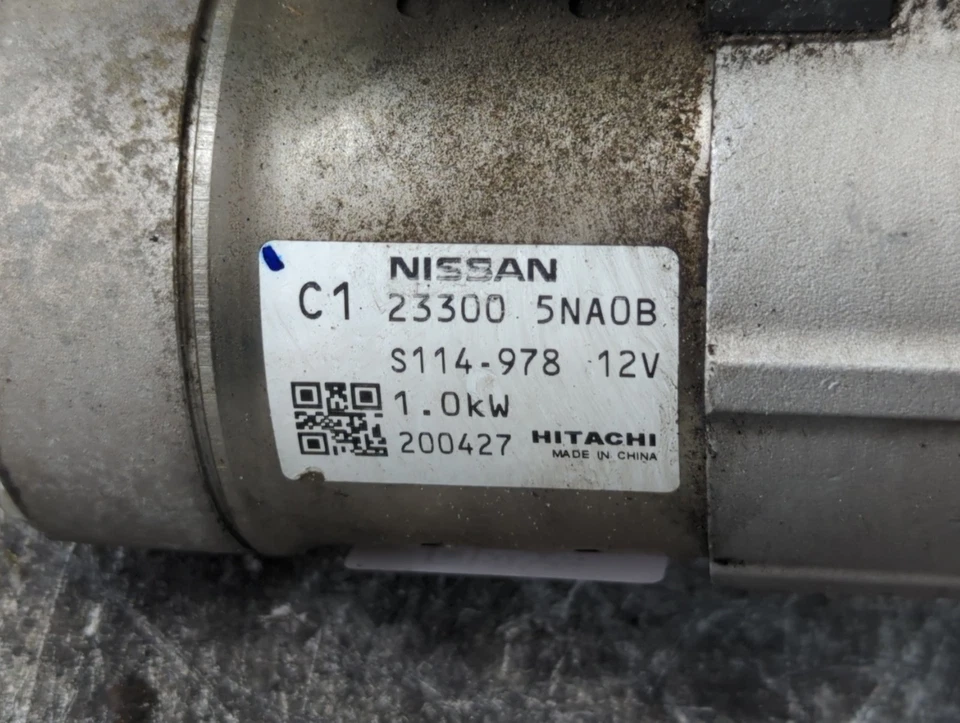 NISSAN
C1 23300 5NA0B
S114-978 12V
1.0kW
200427 HITACHI
MADE IN CHINA